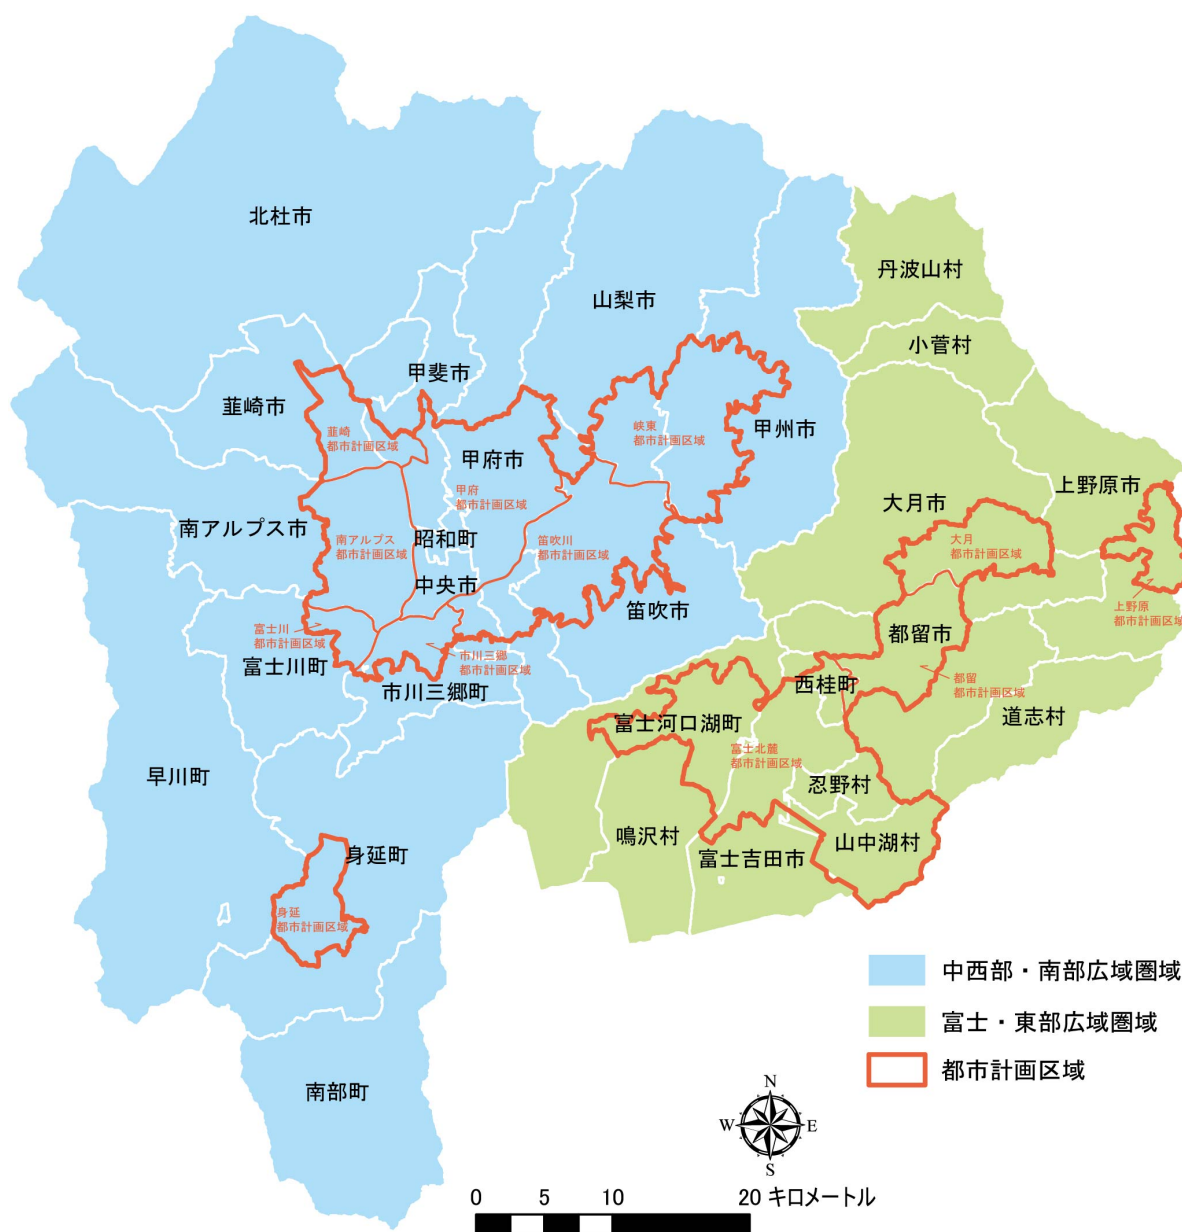 北杜市
丹波山村
山梨市
小菅村
甲斐市
韮崎市
韮崎
都市計画区域
峡東
都市計画区域
甲州市
甲府市
上野原市
甲府
都市計画区域
大月市
南アルプス市
南アルプス
都市計画区域
昭和町
笛吹川
都市計画区域
大月
都市計画区域
中央市
笛吹市
上野原
都市計画区域
富士川
都市計画区域
都留市
富士川町
市川三郷
都市計画区域
市川三郷町
西桂町
都留
都市計画区域
道志村
富士河口湖町
富士北麓
都市計画区域
早川町
忍野村
鳴沢村
山中湖村
身延町
富士吉田市
身延
都市計画区域
南部町
中西部・南部広域圏域
富士・東部広域圏域
都市計画区域
N
W
E
S
0 5 10 20 キロメートル